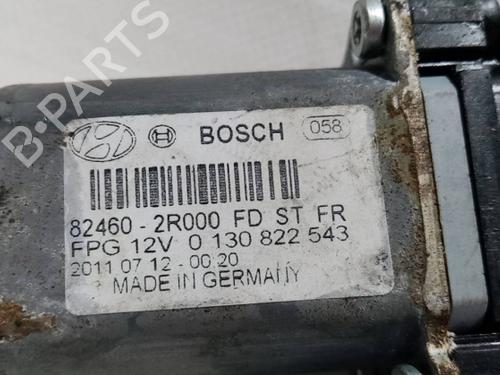 BOSCH 058
82460-2R000 FD ST FR
FPG 12V 0 130 822 543
2011 07 12-00:20
MADE IN GERMANY
B-PARTS